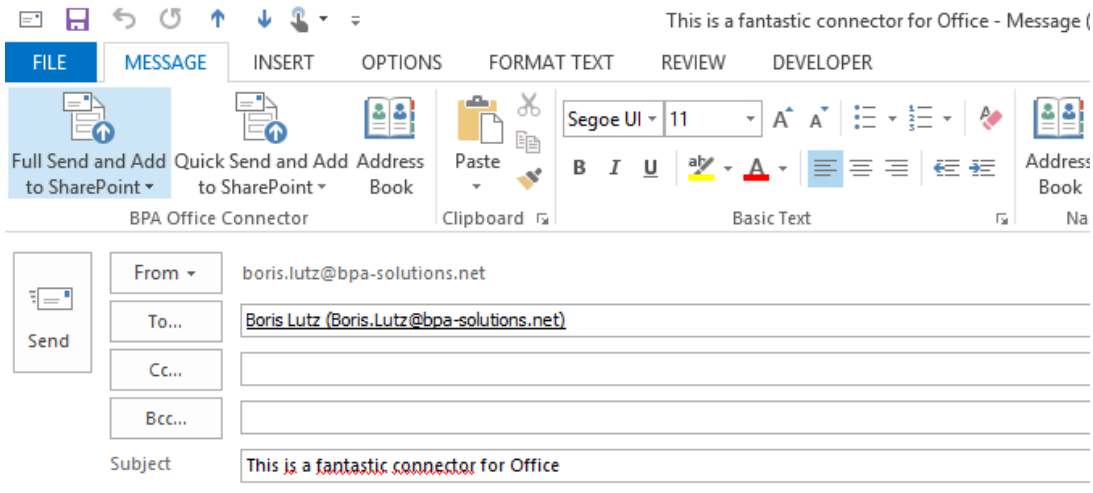 This is a fantastic connector for Office - Message (
FILE MESSAGE INSERT OPTIONS FORMAT TEXT REVIEW DEVELOPER
Full Send and Add
to SharePoint
Quick Send and Add
to SharePoint
Address
Book
BPA Office Connector
Paste
Clipboard
Segoe UI 11
B I U
Basic Text
Address
Book
Na
Send
From boris.lutz@bpa-solutions.net
To... Boris Lutz (Boris.Lutz@bpa-solutions.net)
Cc...
Bcc...
Subject This is a fantastic connector for Office